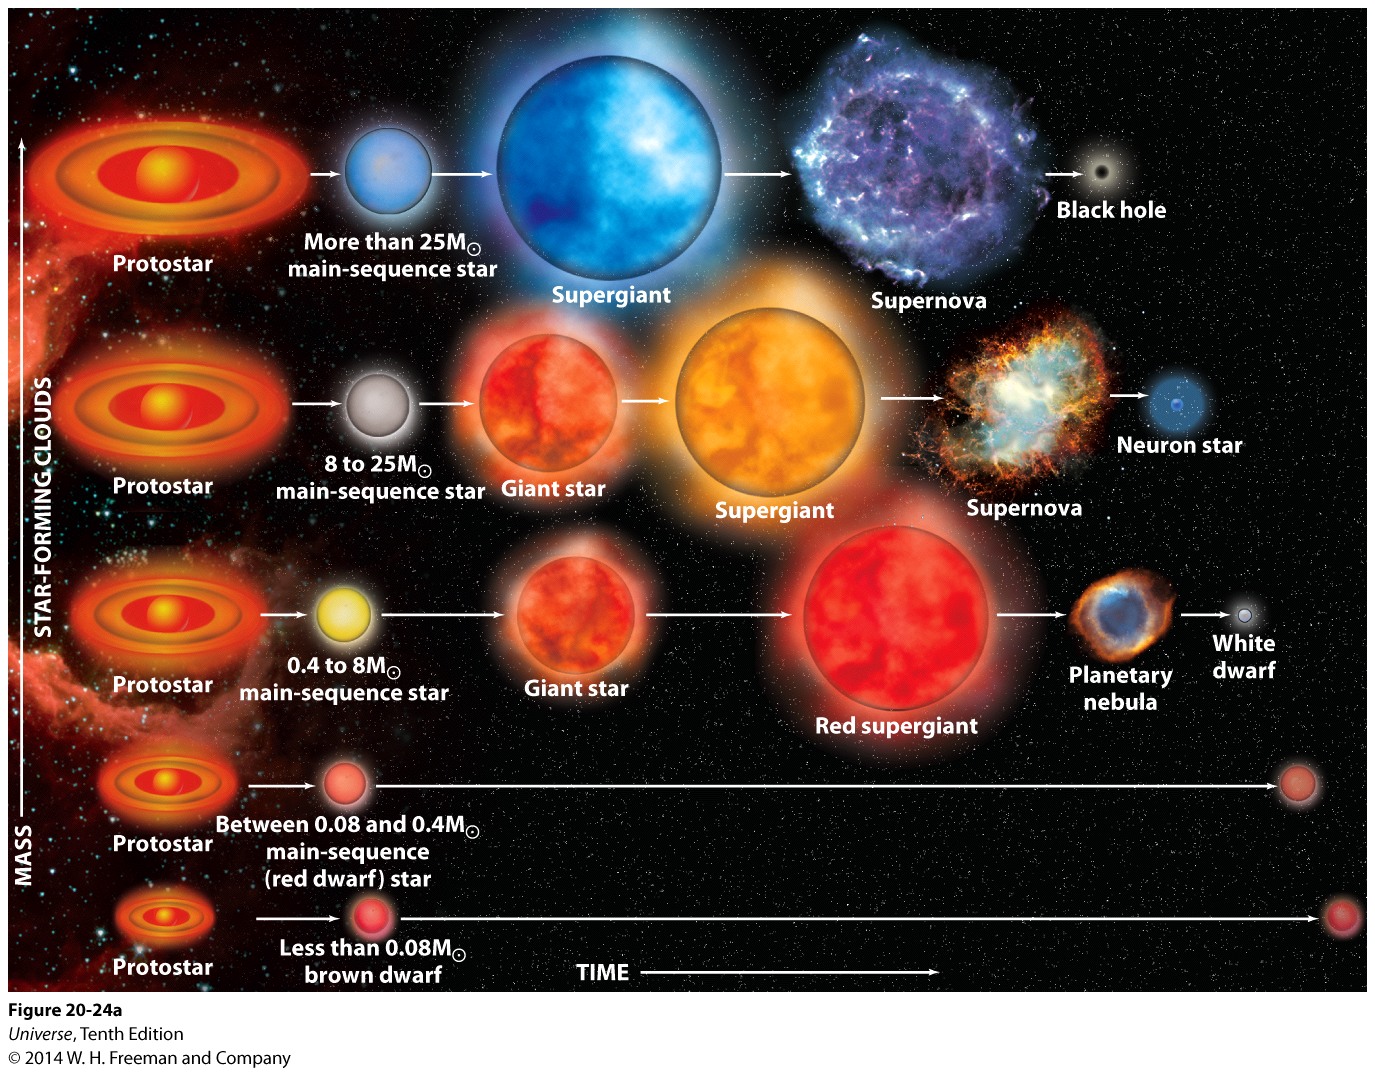 Protostar
More than 25M⊙
main-sequence star
Supergiant
Supernova
Black hole
Protostar
8 to 25M⊙
main-sequence star
Giant star
Supergiant
Supernova
Neuron star
Protostar
0.4 to 8M⊙
main-sequence star
Giant star
Red supergiant
Planetary
nebula
White
dwarf
Protostar
Between 0.08 and 0.4M⊙
main-sequence
(red dwarf) star
Protostar
Less than 0.08M⊙
brown dwarf
STAR-FORMING CLOUDS
MASS
TIME
Figure 20-24a
Universe, Tenth Edition
© 2014 W. H. Freeman and Company